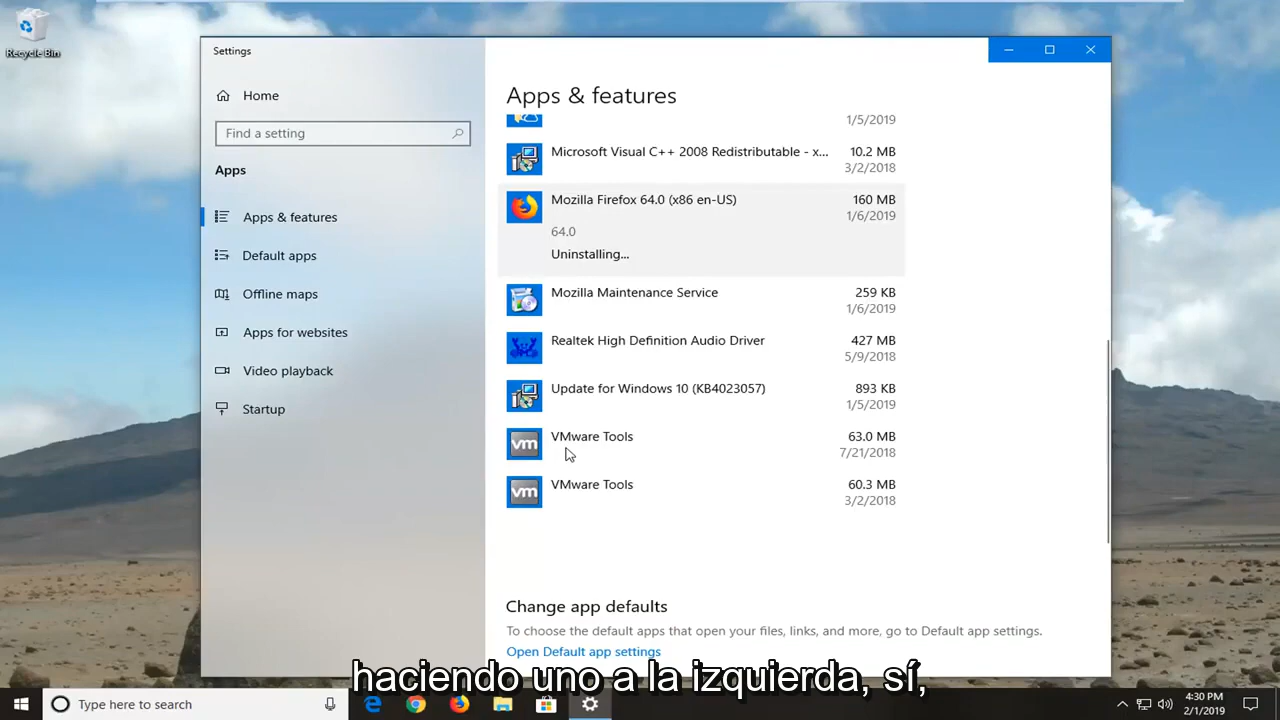 Recycle Bin
Settings
Home
Find a setting
Apps
Apps & features
Default apps
Offline maps
Apps for websites
Video playback
Startup
Apps & features
1/5/2019
Microsoft Visual C++ 2008 Redistributable - x...
10.2 MB
3/2/2018
Mozilla Firefox 64.0 (x86 en-US)
160 MB
1/6/2019
64.0
Uninstalling...
Mozilla Maintenance Service
259 KB
1/6/2019
Realtek High Definition Audio Driver
427 MB
5/9/2018
Update for Windows 10 (KB4023057)
893 KB
1/5/2019
VMware Tools
63.0 MB
7/21/2018
VMware Tools
60.3 MB
3/2/2018
Change app defaults
To choose the default apps that open your files, links, and more, go to Default app settings.
Open Default app settings
haciendo uno a la izquierda, sí,
Type here to search
4:30 PM
2/1/2019